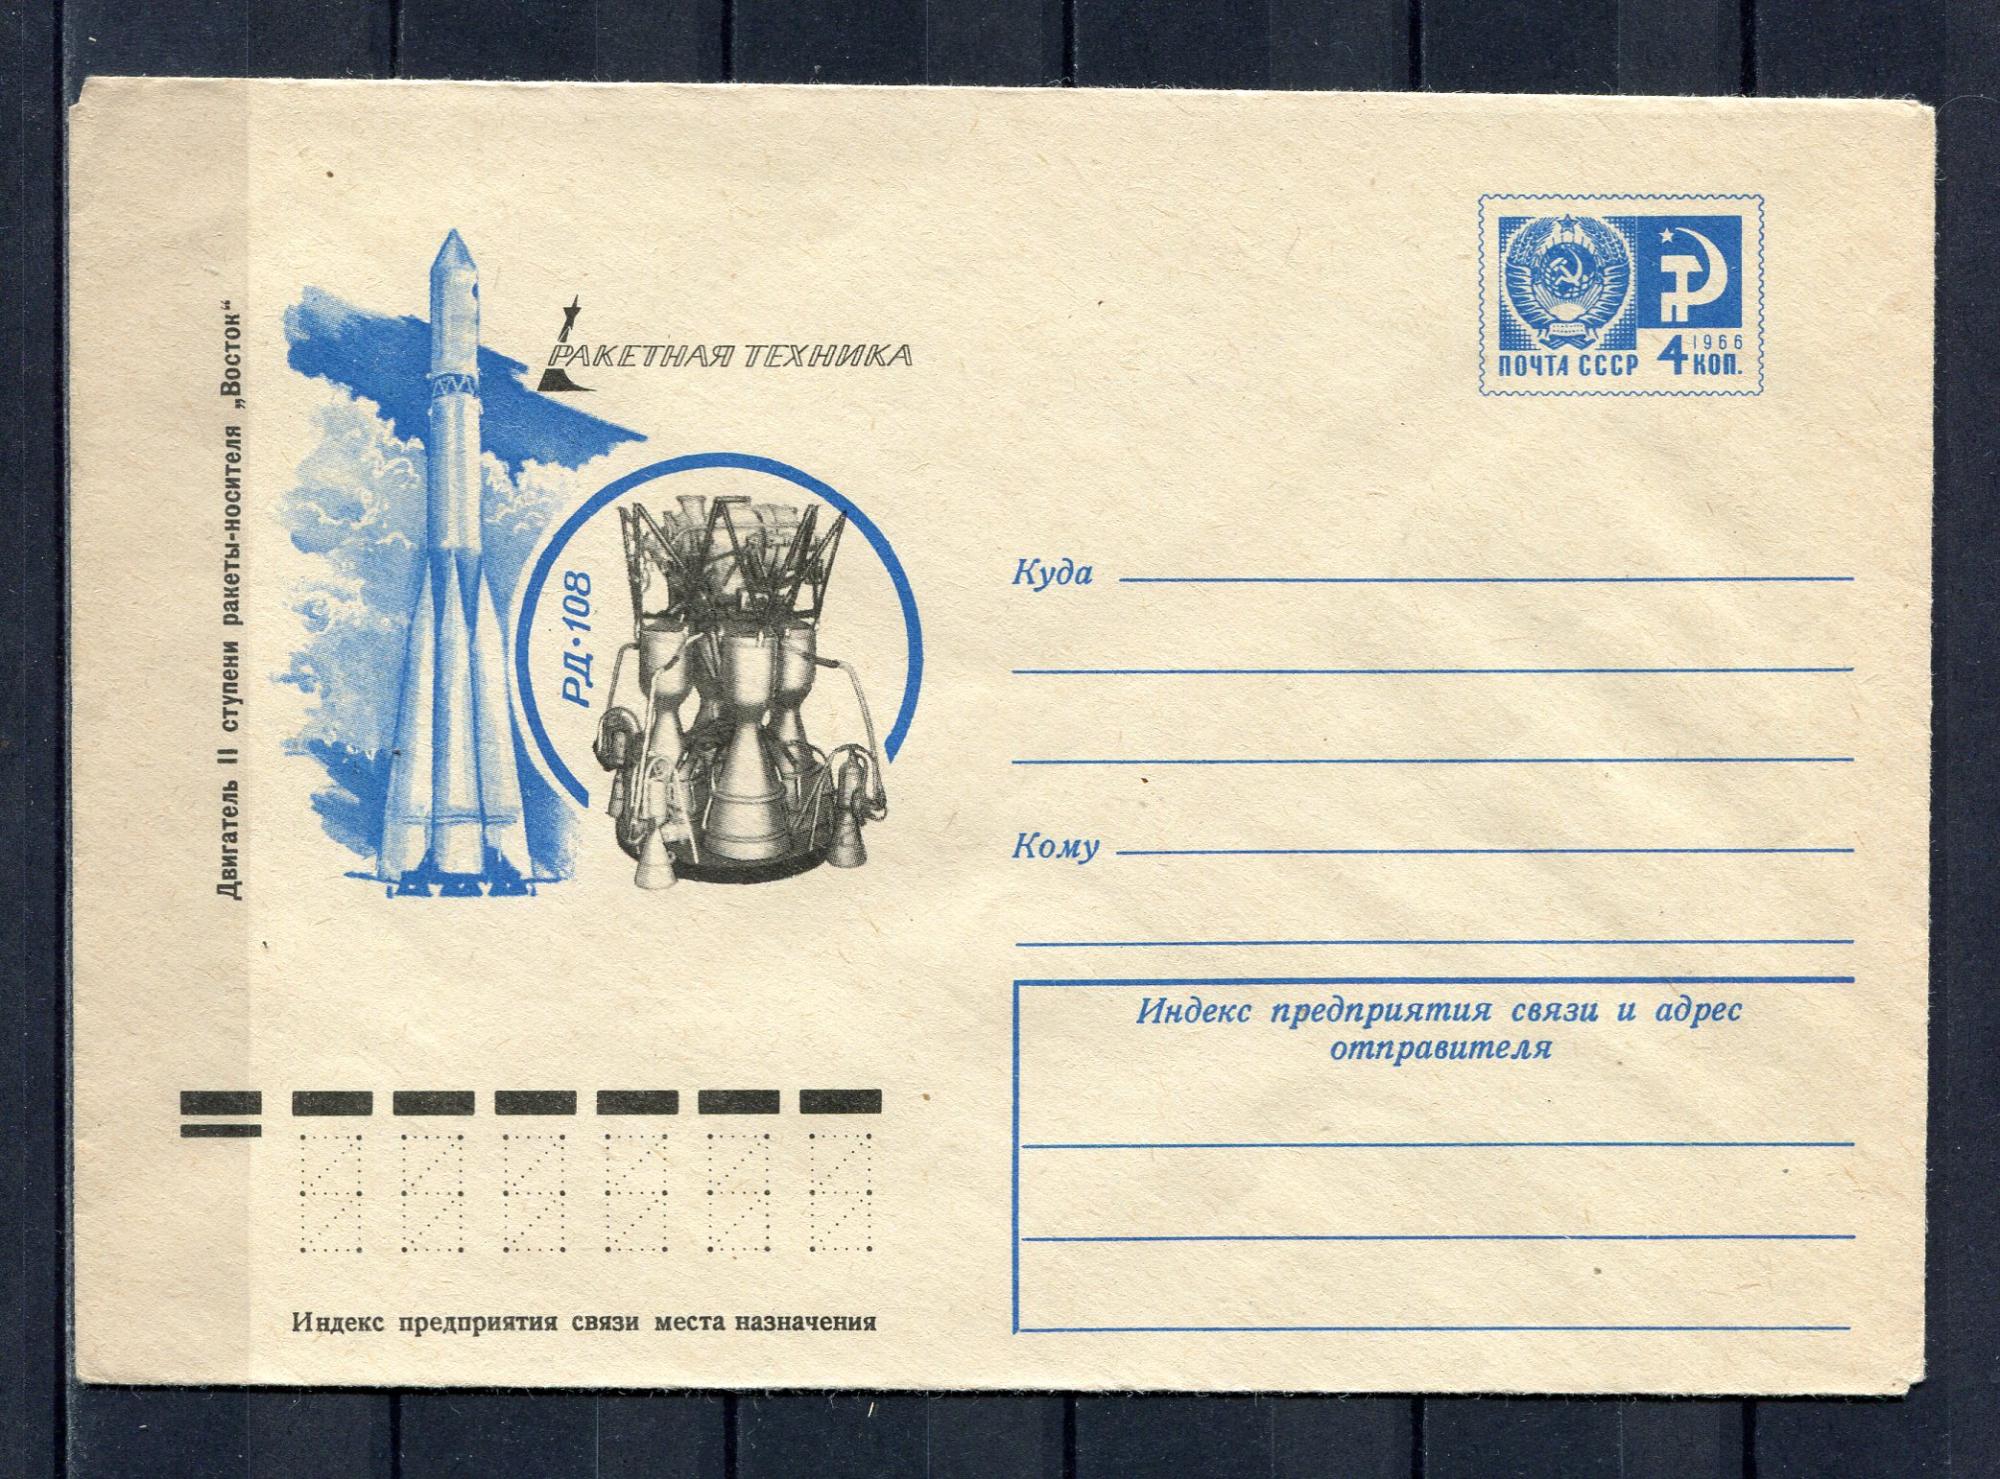 Двигатель II ступени ракеты-носителя „Восток“
РАКЕТНАЯ ТЕХНИКА
РД·108
1966
ПОЧТА СССР 4 КОП.
Куда
Кому
Индекс предприятия связи и адрес
отправителя
Индекс предприятия связи места назначения